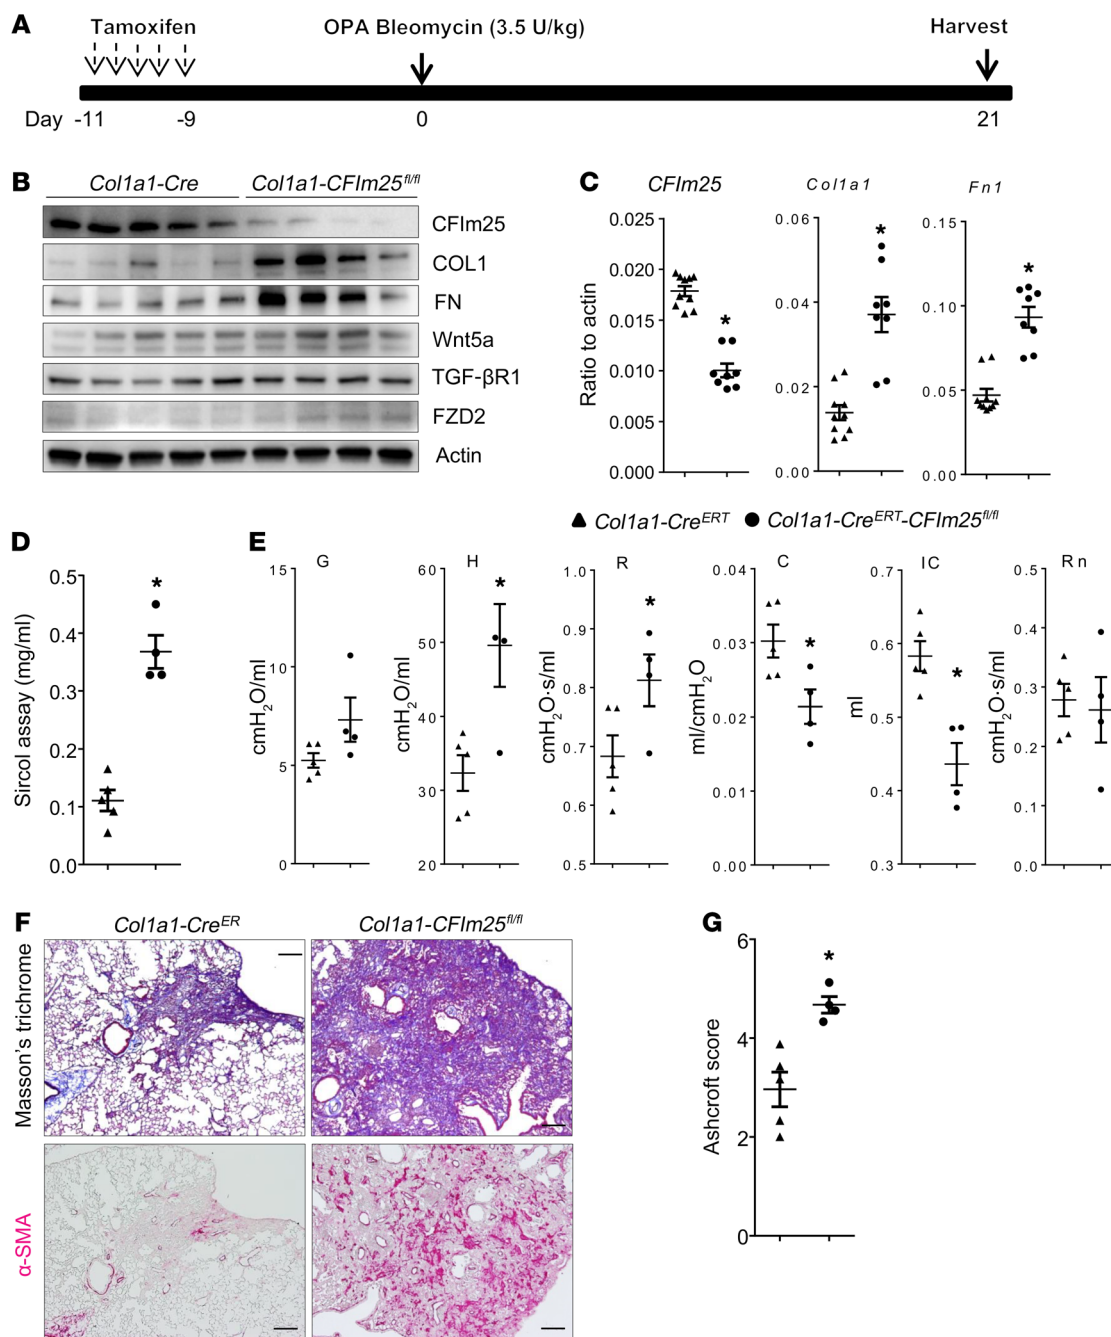 A
Tamoxifen OPA Bleomycin (3.5 U/kg) Harvest
Day -11 -9 0 21
B
Col1a1-Cre Col1a1-CFIm25fl/fl
CFIm25
COL1
FN
Wnt5a
TGF-βR1
FZD2
Actin
C
CFIm25 Col1a1 Fn1
Ratio to actin
0.025
0.020
0.015
0.010
0.005
0.000
*
0.06
0.04
0.02
0.00
*
0.15
0.10
0.05
0.00
*
▲ Col1a1-CreERT ● Col1a1-CreERT-CFIm25fl/fl
D
Sircol assay (mg/ml)
0.5
0.4
0.3
0.2
0.1
0.0
*
E
G
cmH2O/ml
15
10
5
0
H
cmH2O/ml
60
50
40
30
20
*
R
cmH2O·s/ml
1.0
0.9
0.8
0.7
0.6
0.5
*
C
ml/cmH2O
0.04
0.03
0.02
0.01
0.00
*
IC
ml
0.7
0.6
0.5
0.4
0.3
*
Rn
cmH2O·s/ml
0.5
0.4
0.3
0.2
0.1
0.0
F
Col1a1-CreER Col1a1-CFIm25fl/fl
Masson's trichrome
α-SMA
G
Ashcroft score
6
4
2
0
*